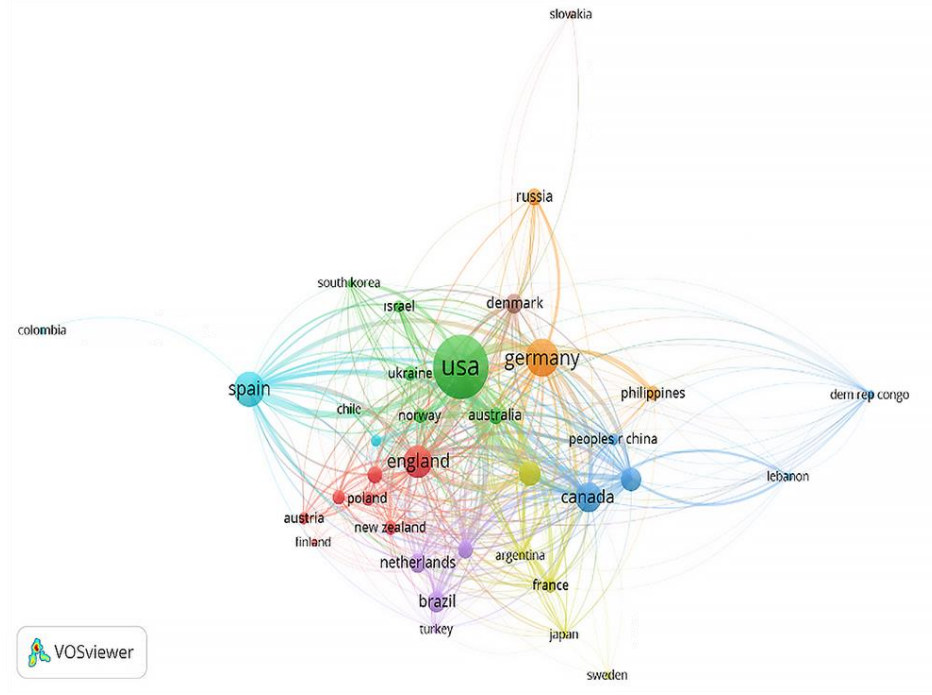 slovakia
russia
south korea
israel
denmark
colombia
usa
germany
ukraine
spain
philippines
dem rep congo
chile
norway
australia
peoples r china
england
lebanon
poland
canada
austria
new zealand
finland
netherlands
argentina
france
brazil
turkey
japan
VOSviewer
sweden